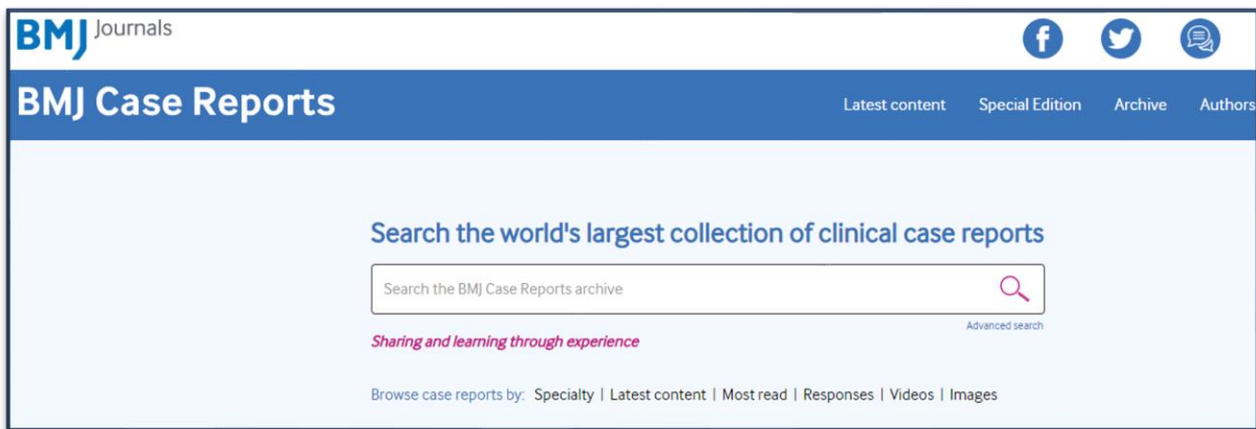 BMJ Journals
BMJ Case Reports
Latest content Special Edition Archive Authors
Search the world's largest collection of clinical case reports
Search the BMJ Case Reports archive
Advanced search
Sharing and learning through experience
Browse case reports by: Specialty | Latest content | Most read | Responses | Videos | Images